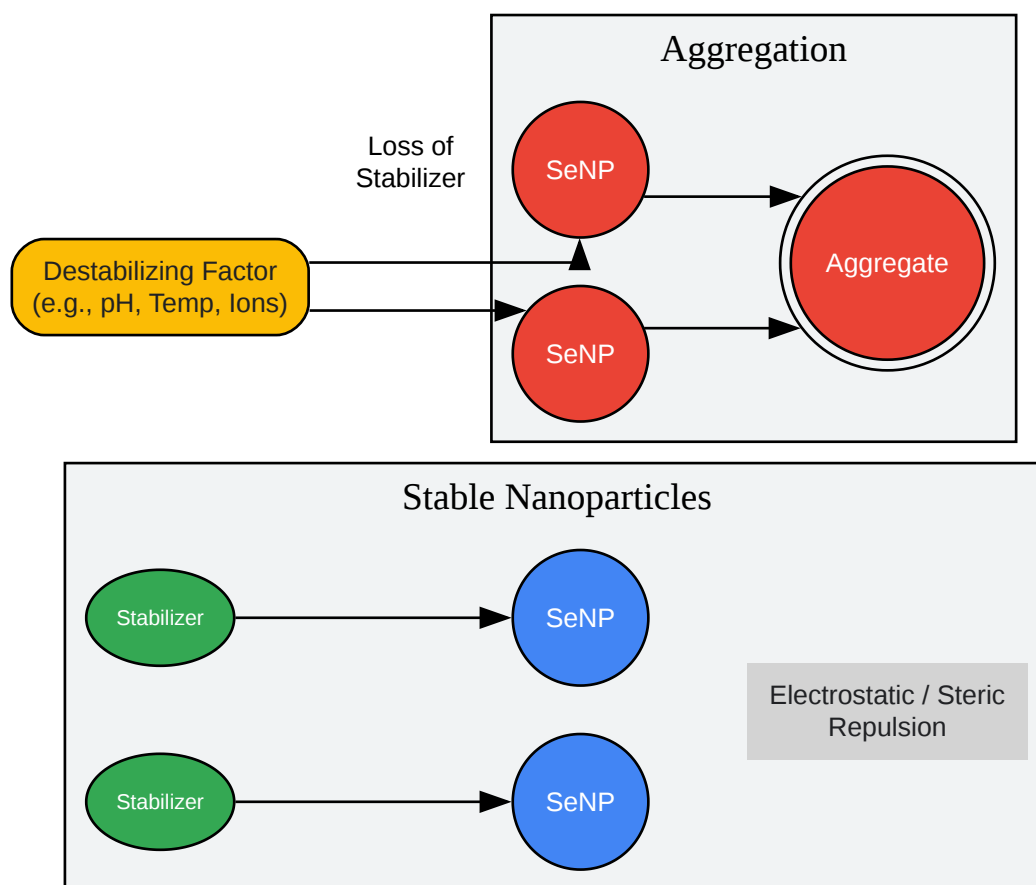 Aggregation
Loss of
Stabilizer
SeNP
Destabilizing Factor
(e.g., pH, Temp, Ions)
Aggregate
SeNP
Stable Nanoparticles
Stabilizer
SeNP
Electrostatic / Steric
Repulsion
Stabilizer
SeNP